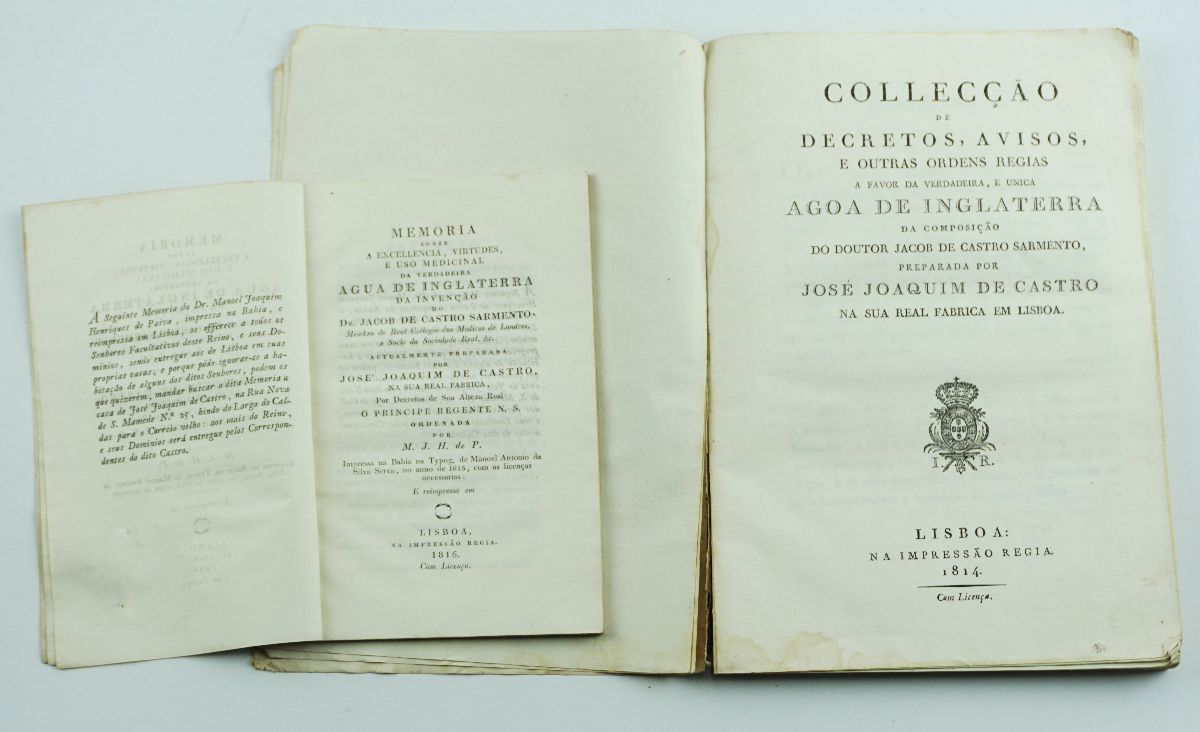 A Seguinte Memoria do Dr. Manoel Joaquim
Henriques de Paiva, impressa na Bahia, e
reimpressa em Lisboa, se offerece a todos os
Senhores Facultativos deste Reino, e seus Do-
minios, sendo entregue aos de Lisboa em suas
proprias casas; e porque póde ignorar-se a ha-
bitação de alguns dos ditos Senhores, podem os
que quizerem, mandar buscar a dita Memoria a
casa de José Joaquim de Castro, na Rua Nova
de S. Mamede N.º 25, hindo do Largo do Cal-
das para o Correio velho: aos mais do Reino,
e seus Dominios será entregue pelos Correspon-
dentes do dito Castro.
MEMORIA
SOBRE
A EXCELLENCIA, VIRTUDES,
E USO MEDICINAL
DA VERDADEIRA
AGUA DE INGLATERRA
DA INVENÇÃO
DO
DR. JACOB DE CASTRO SARMENTO,
Membro do Real Collegio dos Medicos de Londres,
e Socio da Sociedade Real, &c.
ACTUALMENTE PREPARADA
POR
JOSE' JOAQUIM DE CASTRO,
NA SUA REAL FABRICA,
Por Decretos de Sua Alteza Real
O PRINCIPE REGENTE N. S.
ORDENADA
POR
M. J. H. de P.
Impressa na Bahia na Typog. de Manoel Antonio da
Silva Serva, no anno de 1815, com as licenças
necessarias:
E reimpressa em
LISBOA,
NA IMPRESSÃO REGIA.
1816.
Com Licença.
COLLECÇÃO
DE
DECRETOS, AVISOS,
E OUTRAS ORDENS REGIAS
A FAVOR DA VERDADEIRA, E UNICA
AGOA DE INGLATERRA
DA COMPOSIÇÃO
DO DOUTOR JACOB DE CASTRO SARMENTO,
PREPARADA POR
JOSÉ JOAQUIM DE CASTRO
NA SUA REAL FABRICA EM LISBOA.
I. R.
LISBOA:
NA IMPRESSÃO REGIA.
1814.
Com Licença.